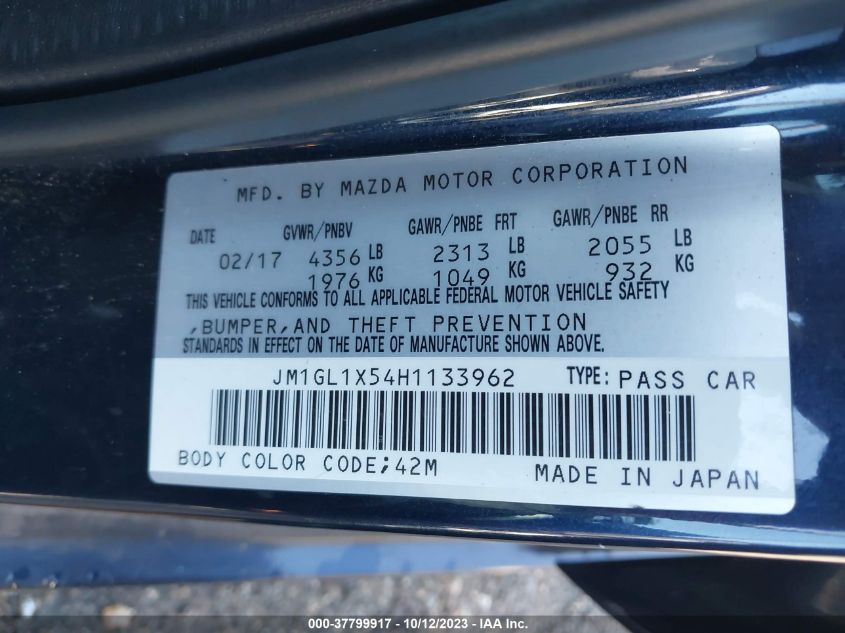 MFD. BY MAZDA MOTOR CORPORATION
DATE GVWR/PNBV GAWR/PNBE FRT GAWR/PNBE RR
02/17 4356 LB 2313 LB 2055 LB
1976 KG 1049 KG 932 KG
THIS VEHICLE CONFORMS TO ALL APPLICABLE FEDERAL MOTOR VEHICLE SAFETY
,BUMPER,AND THEFT PREVENTION
STANDARDS IN EFFECT ON THE DATE OF MANUFACTURE SHOWN ABOVE.
JM1GL1X54H1133962 TYPE: PASS CAR
BODY COLOR CODE;42M MADE IN JAPAN
000-37799917 - 10/12/2023 - IAA Inc.